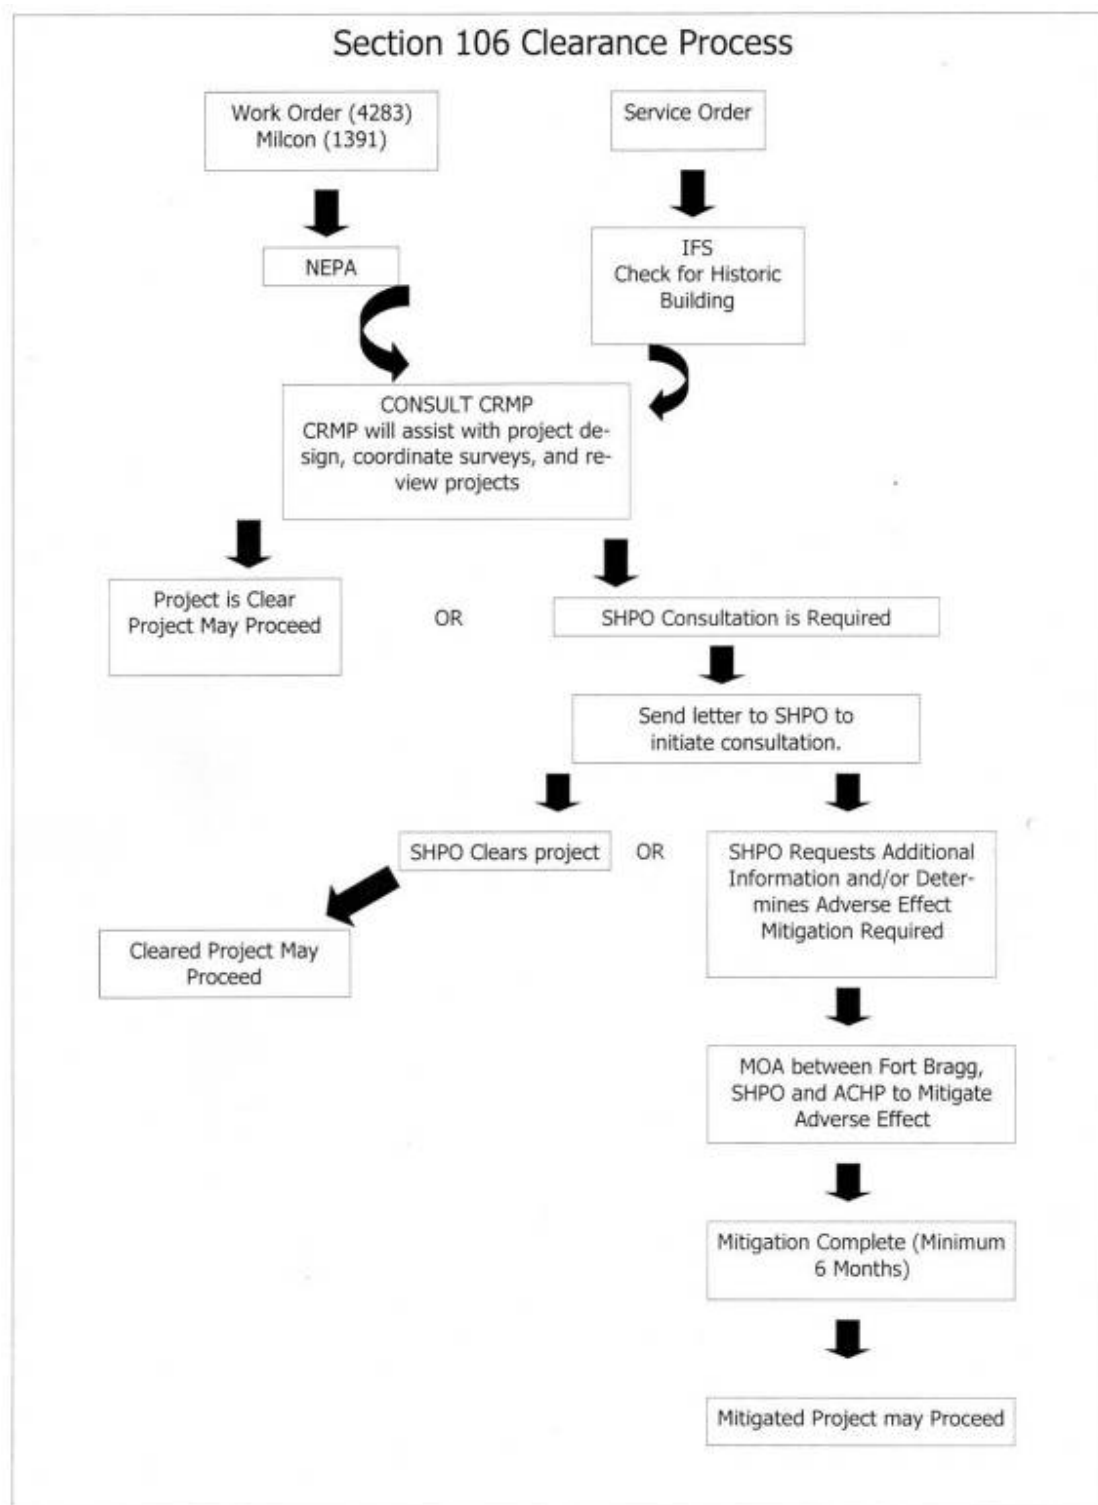 Section 106 Clearance Process
Work Order (4283)
Milcon (1391)
Service Order
NEPA
IFS
Check for Historic
Building
CONSULT CRMP
CRMP will assist with project de-
sign, coordinate surveys, and re-
view projects
Project is Clear
Project May Proceed
OR
SHPO Consultation is Required
Send letter to SHPO to
initiate consultation.
SHPO Clears project
OR
SHPO Requests Additional
Information and/or Deter-
mines Adverse Effect
Mitigation Required
Cleared Project May
Proceed
MOA between Fort Bragg,
SHPO and ACHP to Mitigate
Adverse Effect
Mitigation Complete (Minimum
6 Months)
Mitigated Project may Proceed